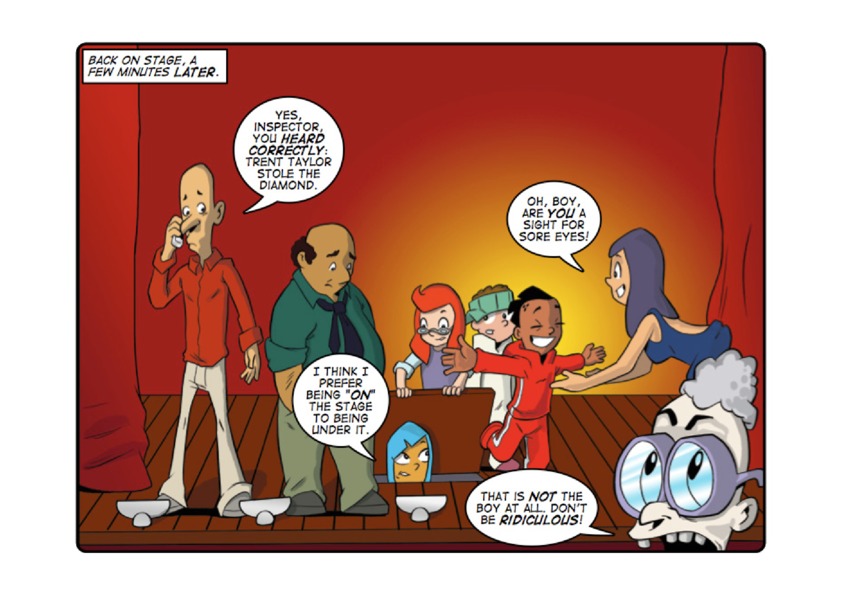 BACK ON STAGE, A
FEW MINUTES LATER.
YES,
INSPECTOR,
YOU HEARD
CORRECTLY:
TRENT TAYLOR
STOLE THE
DIAMOND.
OH, BOY,
ARE YOU A
SIGHT FOR
SORE EYES!
I THINK I
PREFER
BEING "ON"
THE STAGE
TO BEING
UNDER IT.
THAT IS NOT THE
BOY AT ALL. DON'T
BE RIDICULOUS!